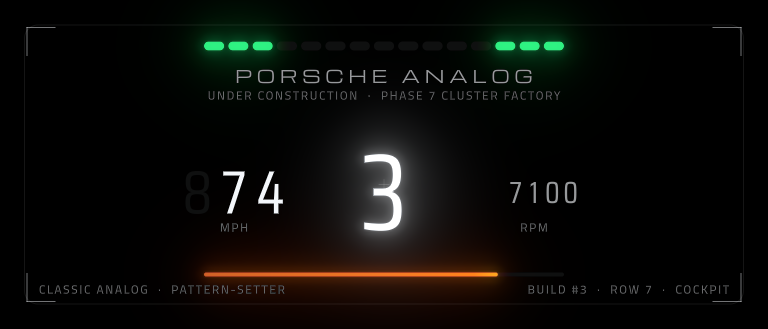 PORSCHE ANALOG
UNDER CONSTRUCTION · PHASE 7 CLUSTER FACTORY
74
MPH
3
7100
RPM
CLASSIC ANALOG · PATTERN-SETTER
BUILD #3 · ROW 7 · COCKPIT